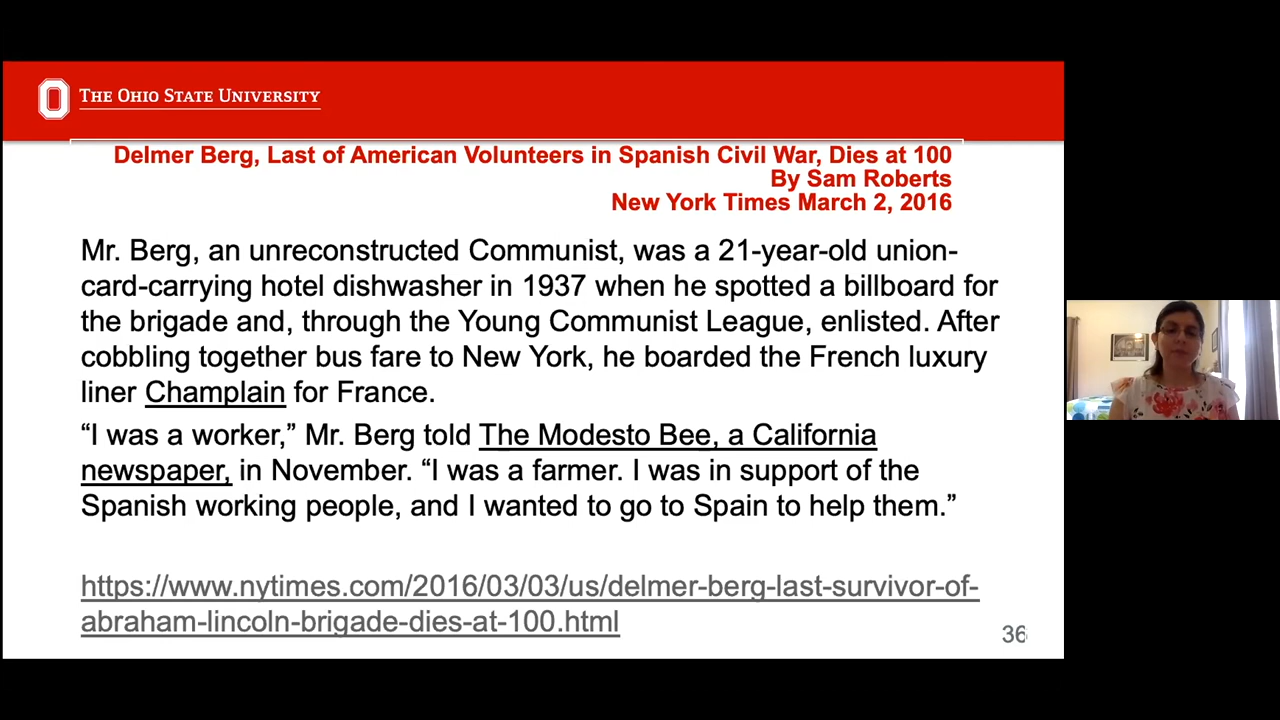 THE OHIO STATE UNIVERSITY
Delmer Berg, Last of American Volunteers in Spanish Civil War, Dies at 100
By Sam Roberts
New York Times March 2, 2016
Mr. Berg, an unreconstructed Communist, was a 21-year-old union-
card-carrying hotel dishwasher in 1937 when he spotted a billboard for
the brigade and, through the Young Communist League, enlisted. After
cobbling together bus fare to New York, he boarded the French luxury
liner Champlain for France.
“I was a worker,” Mr. Berg told The Modesto Bee, a California
newspaper, in November. “I was a farmer. I was in support of the
Spanish working people, and I wanted to go to Spain to help them.”
https://www.nytimes.com/2016/03/03/us/delmer-berg-last-survivor-of-
abraham-lincoln-brigade-dies-at-100.html
36